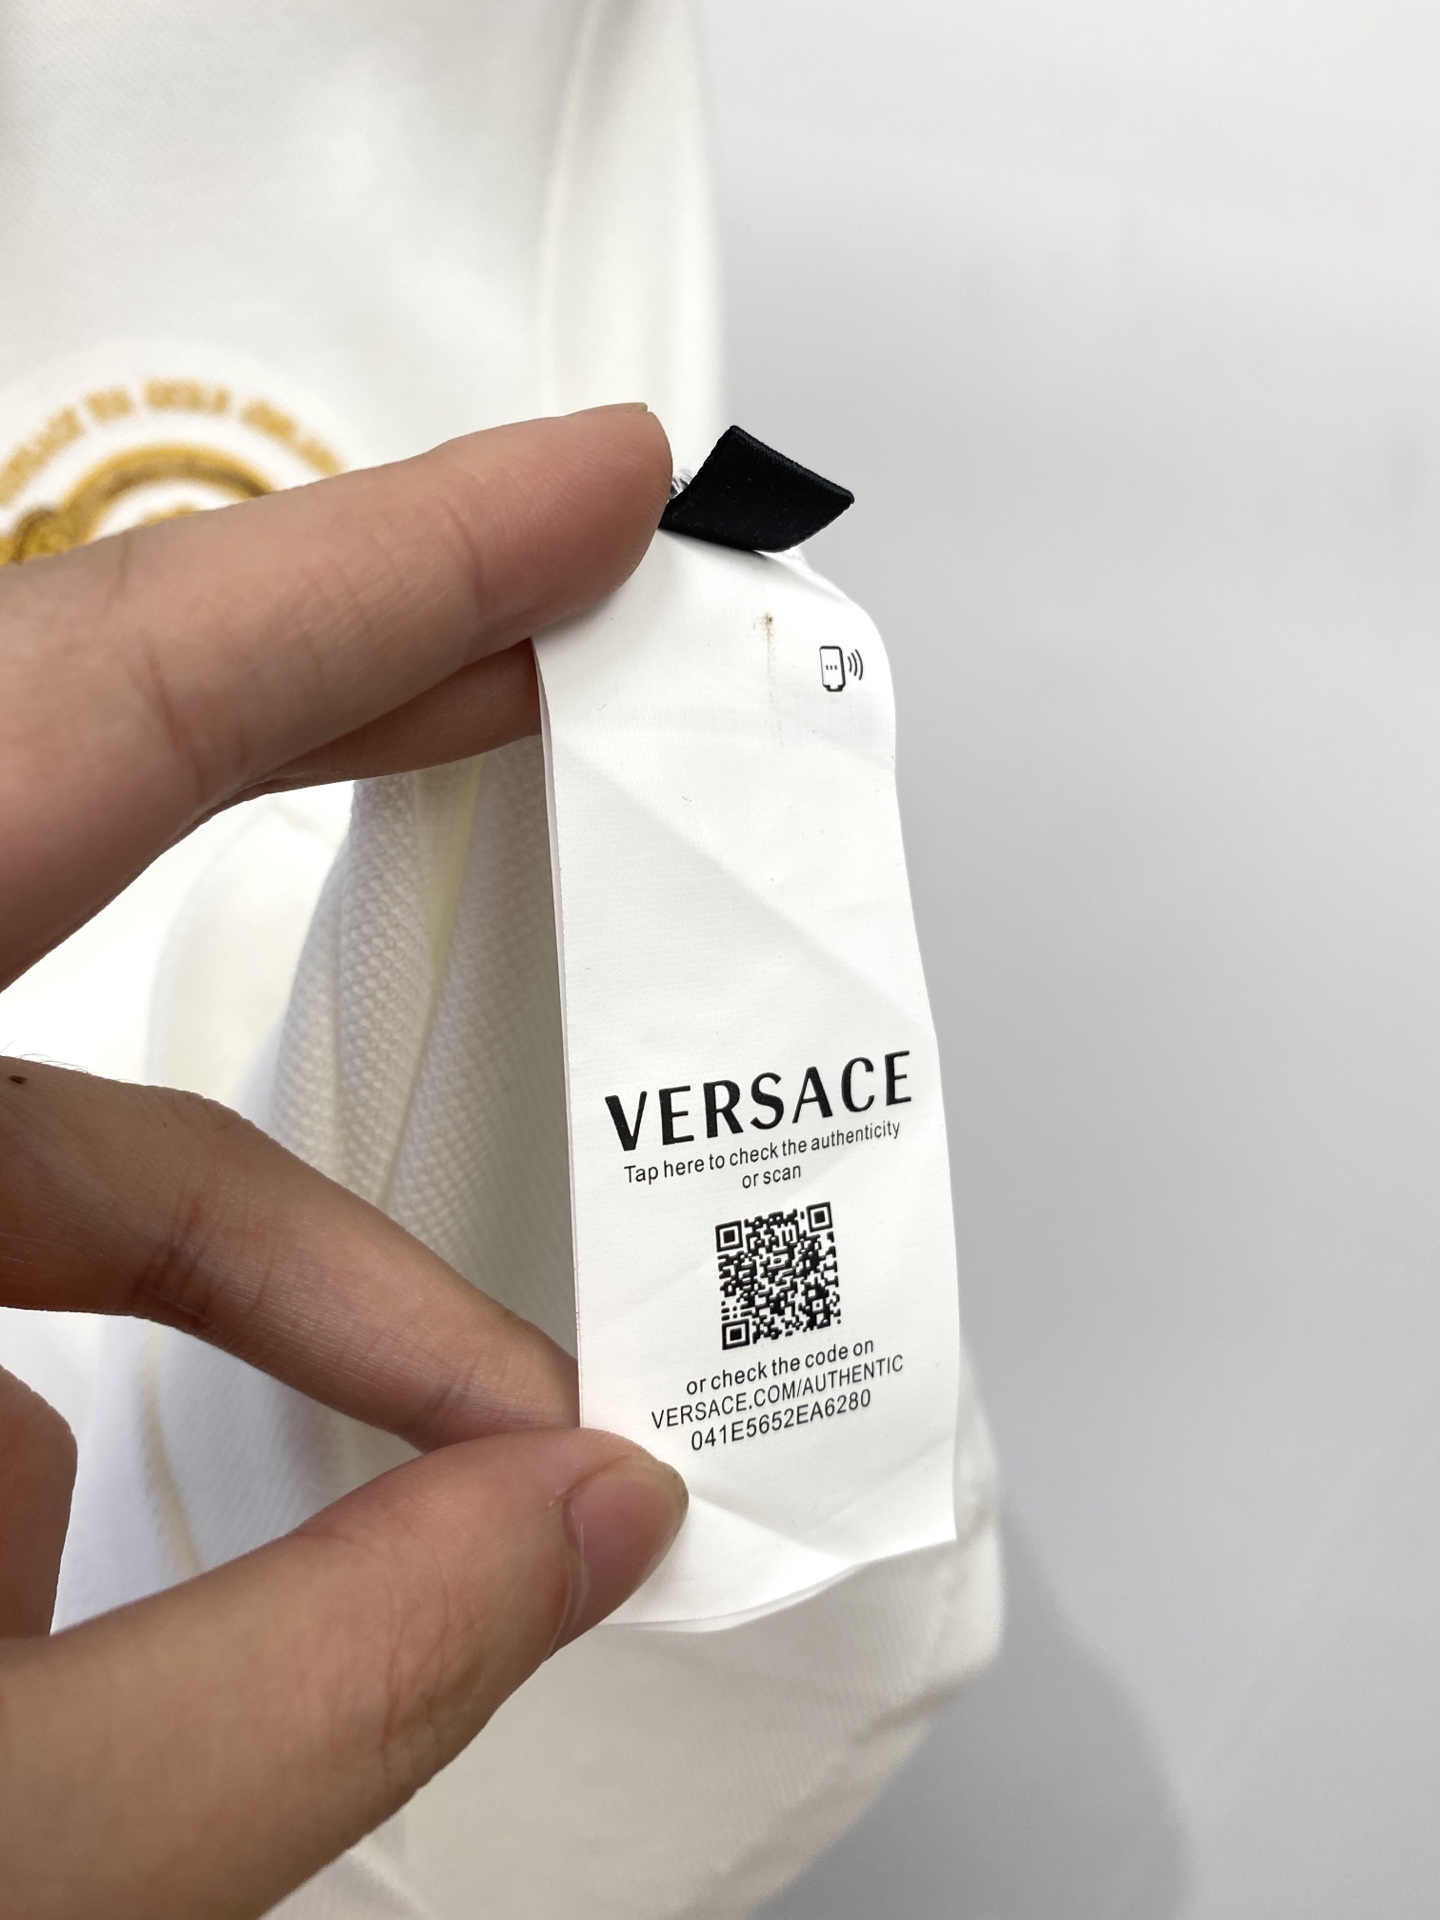 VERSACE
Tap here to check the authenticity
or scan
or check the code on
VERSACE.COM/AUTHENTIC
041E5652EA6280